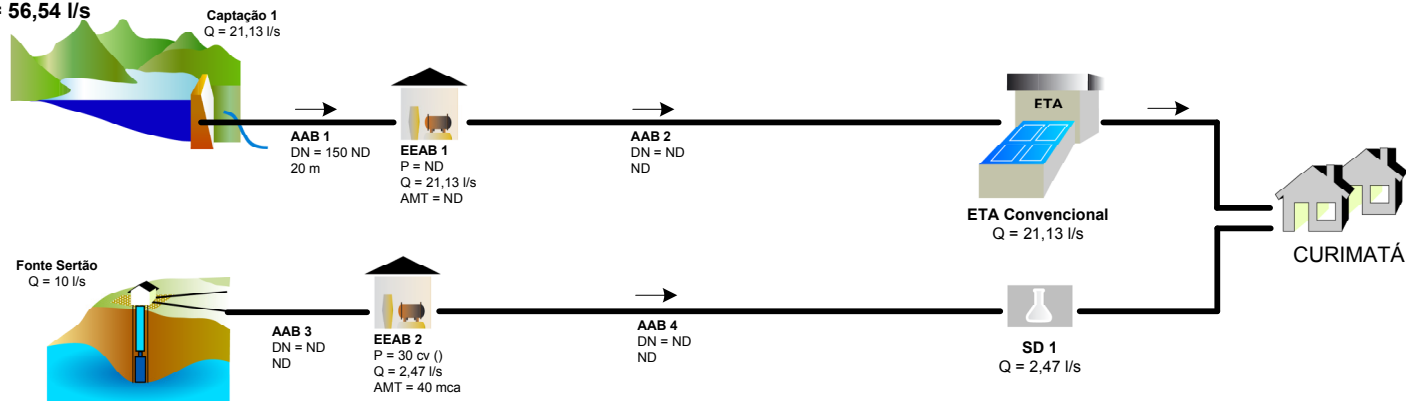 = 56,54 l/s
Captação 1
Q = 21,13 l/s
AAB 1
DN = 150 ND
20 m
EEAB 1
P = ND
Q = 21,13 l/s
AMT = ND
AAB 2
DN = ND
ND
ETA
ETA Convencional
Q = 21,13 l/s
CURIMATÁ
Fonte Sertão
Q = 10 l/s
AAB 3
DN = ND
ND
EEAB 2
P = 30 cv ()
Q = 2,47 l/s
AMT = 40 mca
AAB 4
DN = ND
ND
SD 1
Q = 2,47 l/s